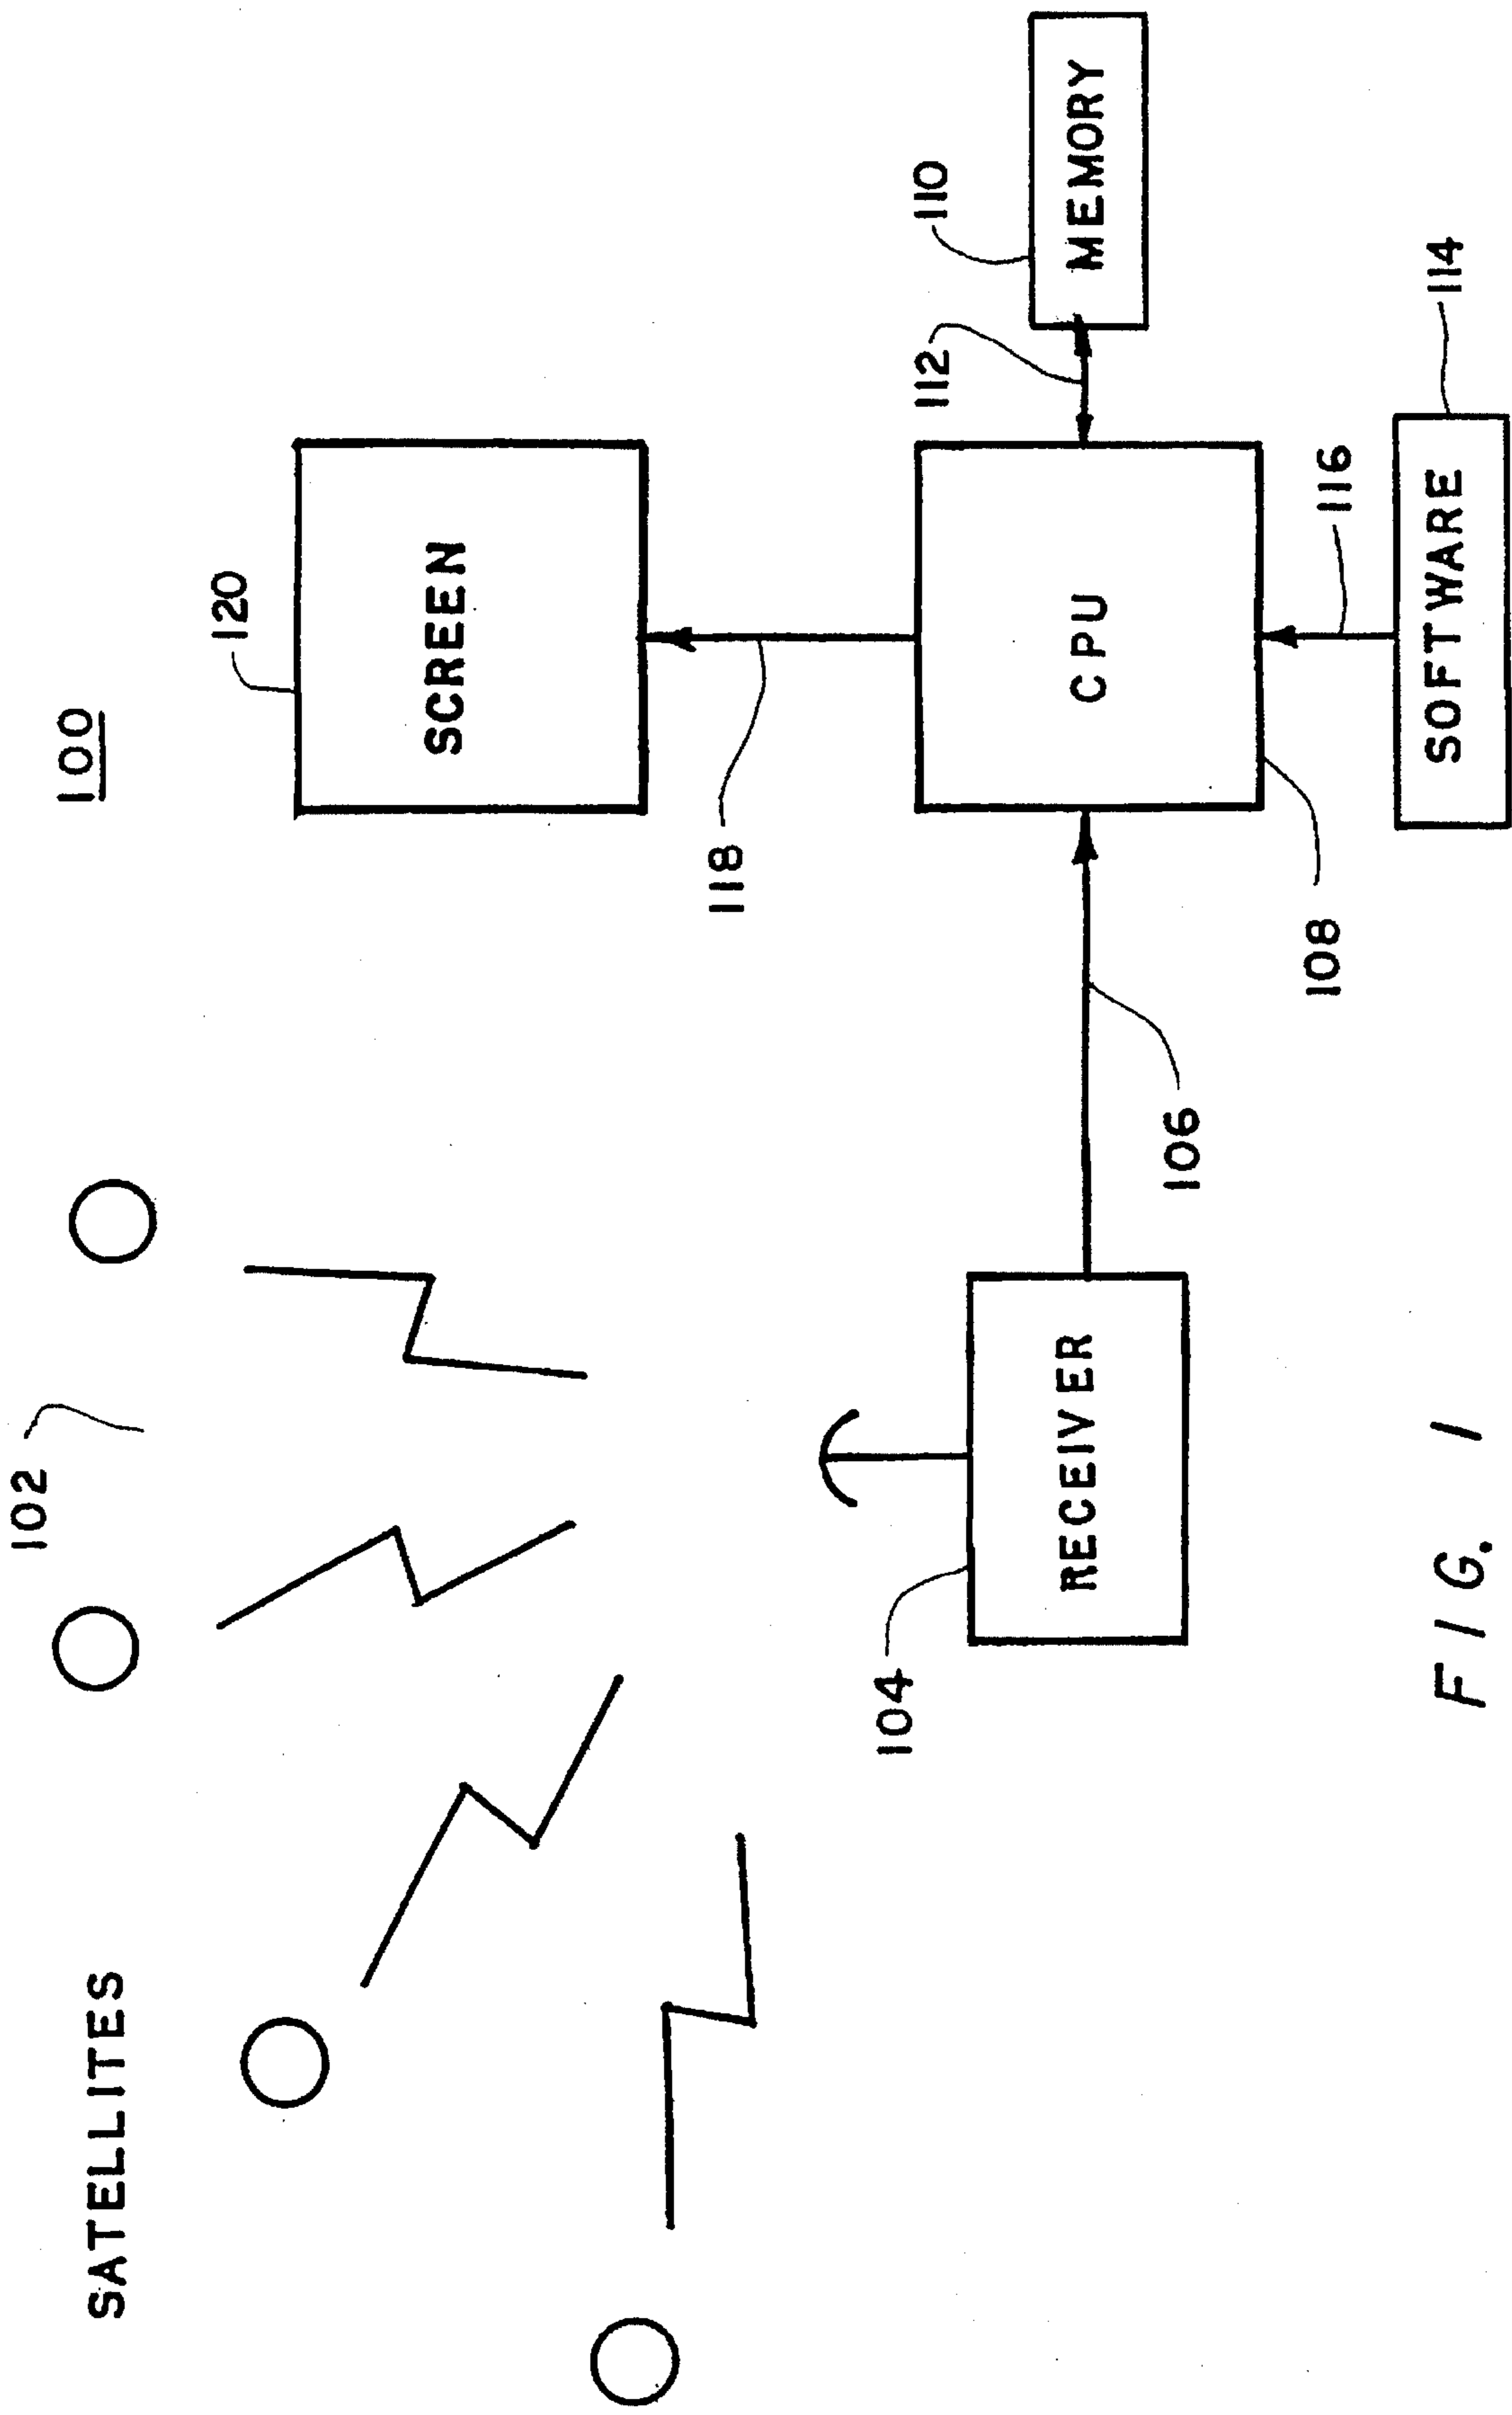 100
SATELLITES
102
120
SCREEN
118
110
112
MEMORY
CPU
104
RECEIVER
106
108
116
114
SOFTWARE
FIG. 1